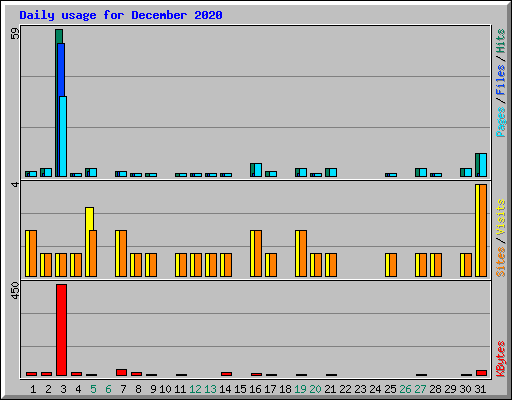 Daily usage for December 2020
59
Pages / Files / Hits
4
Sites / Visits
450
KBytes
1 2 3 4 5 6 7 8 9 10 11 12 13 14 15 16 17 18 19 20 21 22 23 24 25 26 27 28 29 30 31